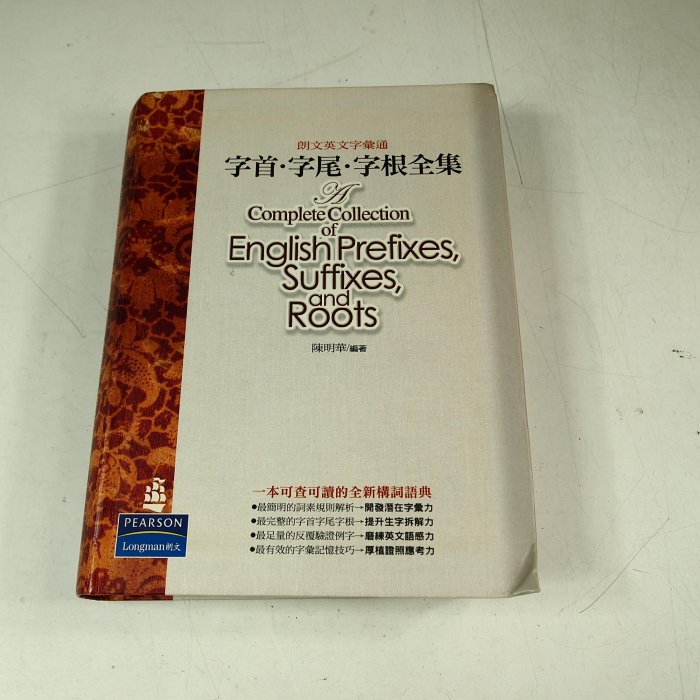 朗文英文字彙通
字首·字尾·字根全集
A
Complete Collection
of
English Prefixes,
Suffixes,
and
Roots
陳明華/編著
一本可查可讀的全新構詞語典
●最簡明的詞素規則解析→開發潛在字彙力
●最完整的字首字尾字根→提升生字拆解力
●最足量的反覆驗證例字→磨練英文語感力
●最有效的字彙記憶技巧→厚植證照應考力
PEARSON
Longman朗文